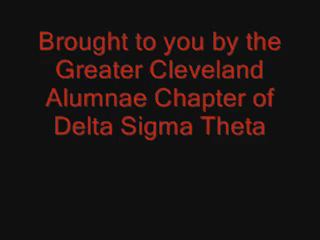 Brought to you by the
Greater Cleveland
Alumnae Chapter of
Delta Sigma Theta